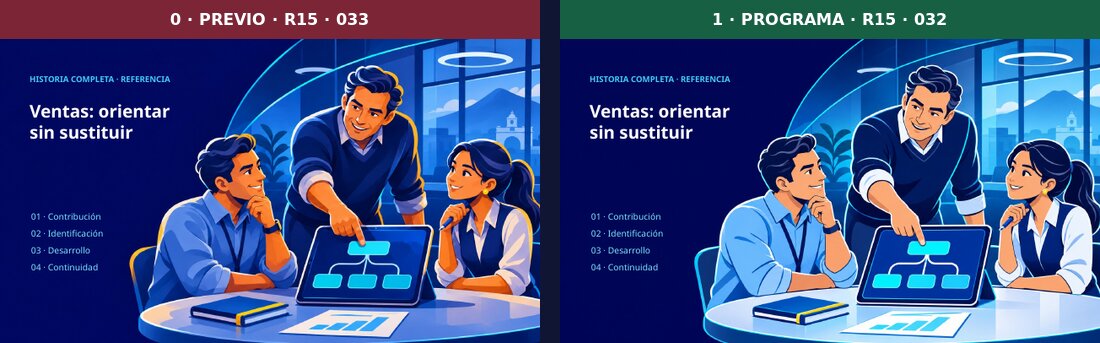 0 · PREVIO · R15 · 033
HISTORIA COMPLETA · REFERENCIA
Ventas: orientar
sin sustituir
01 · Contribución
02 · Identificación
03 · Desarrollo
04 · Continuidad
1 · PROGRAMA · R15 · 032
HISTORIA COMPLETA · REFERENCIA
Ventas: orientar
sin sustituir
01 · Contribución
02 · Identificación
03 · Desarrollo
04 · Continuidad